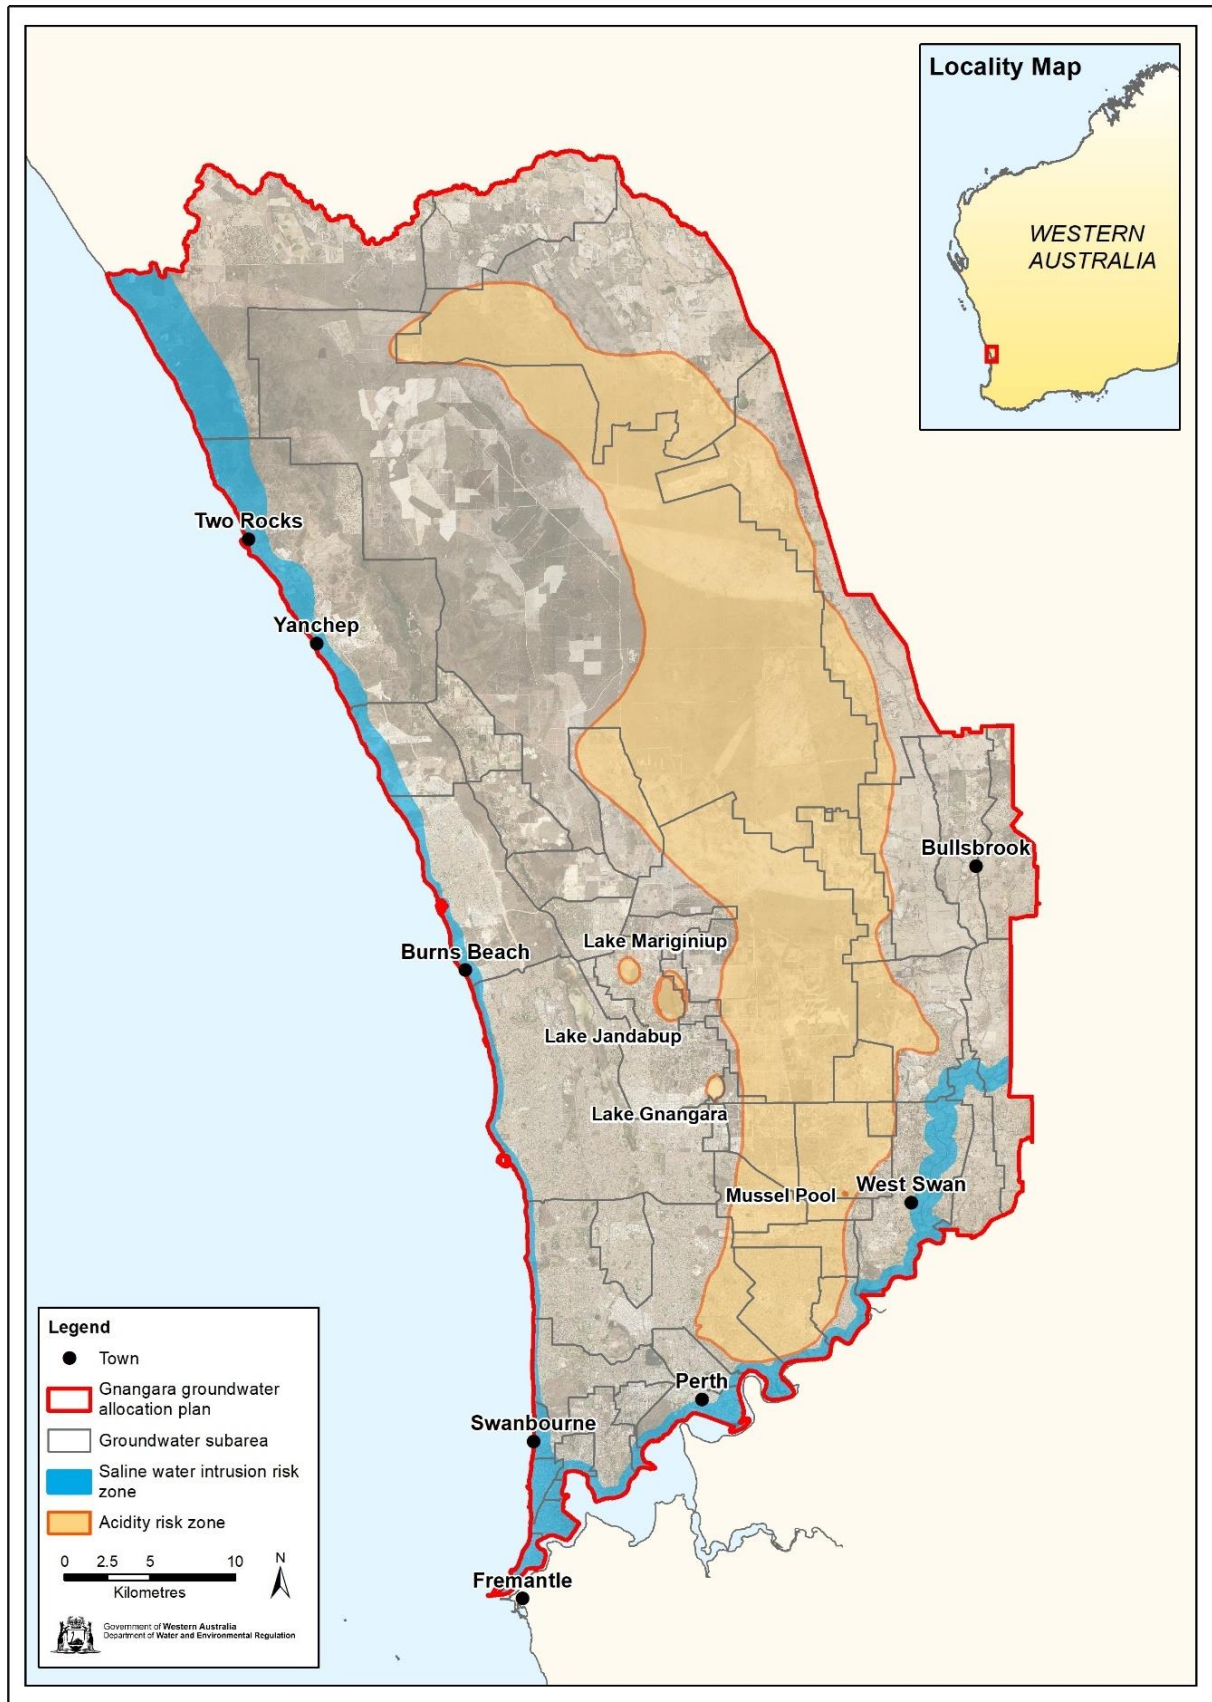 Locality Map
WESTERN
AUSTRALIA
Two Rocks
Yanchep
Bullsbrook
Lake Mariginiup
Burns Beach
Lake Jandabup
Lake Gnangara
Mussel Pool
West Swan
Perth
Swanbourne
Fremantle
Legend
Town
Gnangara groundwater
allocation plan
Groundwater subarea
Saline water intrusion risk
zone
Acidity risk zone
0 2.5 5 10
Kilometres
N
Government of Western Australia
Department of Water and Environmental Regulation